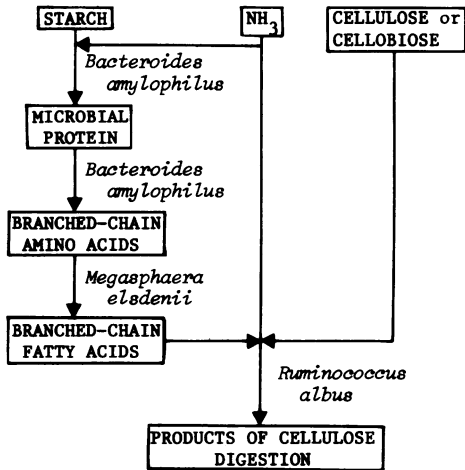 STARCH
NH3
CELLULOSE or
CELLOBIOSE
Bacteroides
amylophilus
MICROBIAL
PROTEIN
Bacteroides
amylophilus
BRANCHED-CHAIN
AMINO ACIDS
Megasphaera
elsdenii
BRANCHED-CHAIN
FATTY ACIDS
Ruminococcus
albus
PRODUCTS OF CELLULOSE
DIGESTION